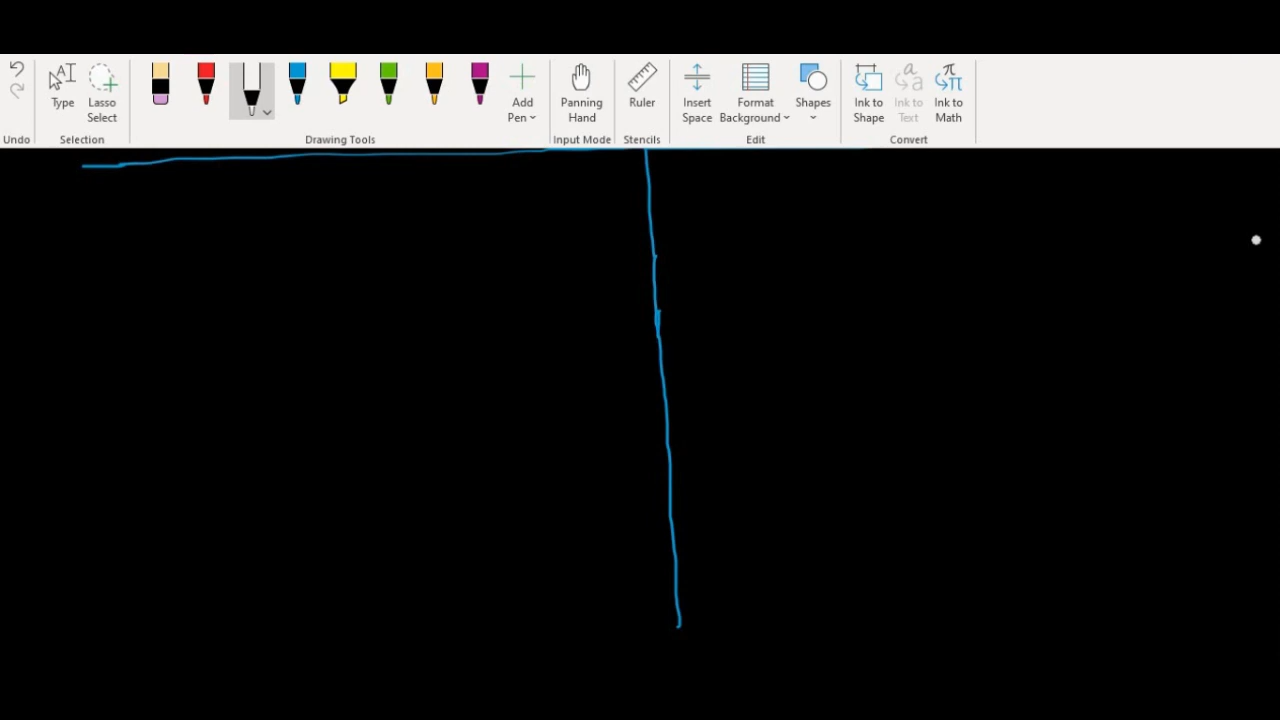 Type
Lasso
Select
Add
Pen
Panning
Hand
Ruler
Insert
Space
Format
Background
Shapes
Ink to
Shape
Ink to
Text
Ink to
Math
Undo
Selection
Drawing Tools
Input Mode
Stencils
Edit
Convert